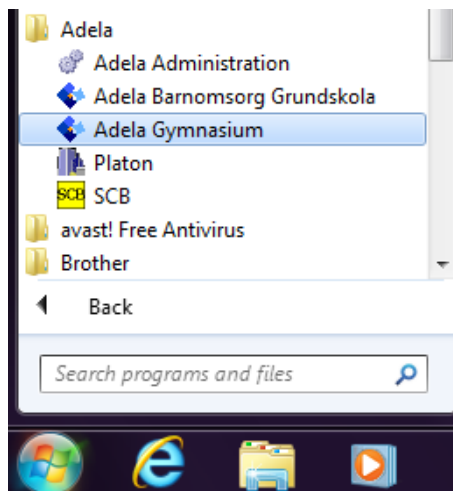 Adela
Adela Administration
Adela Barnomsorg Grundskola
Adela Gymnasium
Platon
SCB SCB
avast! Free Antivirus
Brother
Back
Search programs and files